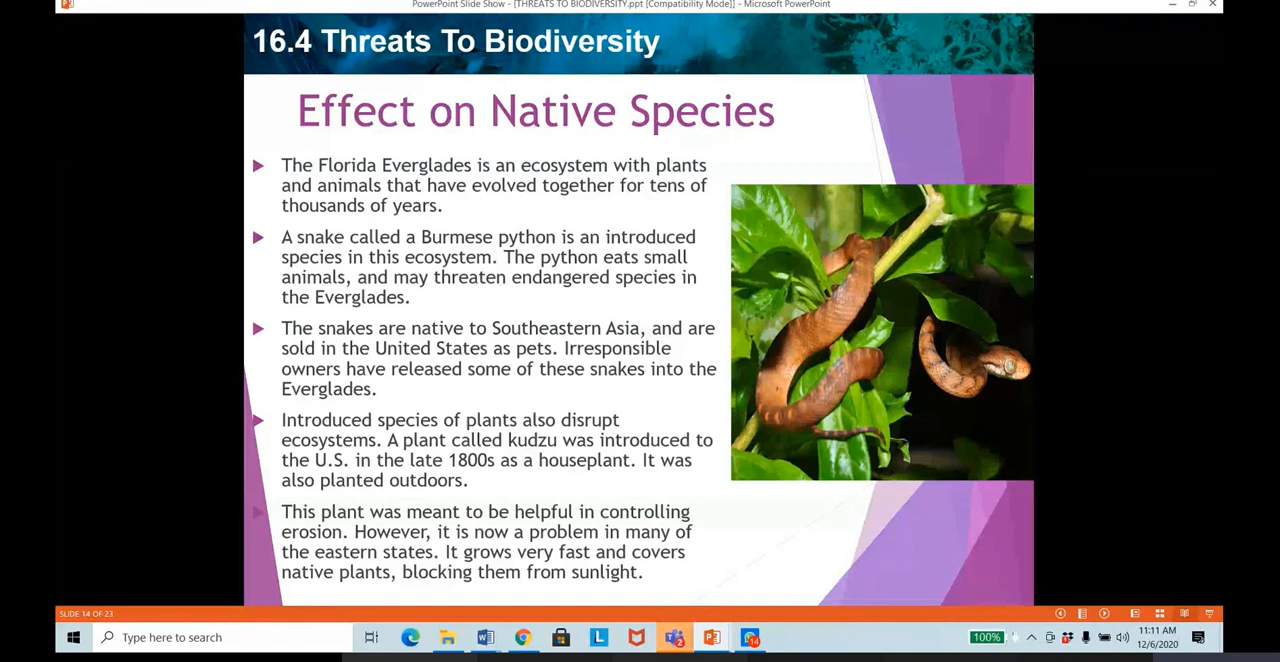 PowerPoint Slide Show - [THREATS TO BIODIVERSITY.ppt [Compatibility Mode]] - Microsoft PowerPoint
16.4 Threats To Biodiversity
Effect on Native Species
The Florida Everglades is an ecosystem with plants
and animals that have evolved together for tens of
thousands of years.
A snake called a Burmese python is an introduced
species in this ecosystem. The python eats small
animals, and may threaten endangered species in
the Everglades.
The snakes are native to Southeastern Asia, and are
sold in the United States as pets. Irresponsible
owners have released some of these snakes into the
Everglades.
Introduced species of plants also disrupt
ecosystems. A plant called kudzu was introduced to
the U.S. in the late 1800s as a houseplant. It was
also planted outdoors.
This plant was meant to be helpful in controlling
erosion. However, it is now a problem in many of
the eastern states. It grows very fast and covers
native plants, blocking them from sunlight.
SLIDE 14 OF 23
Type here to search
L
2
14
100%
11:11 AM
12/6/2020